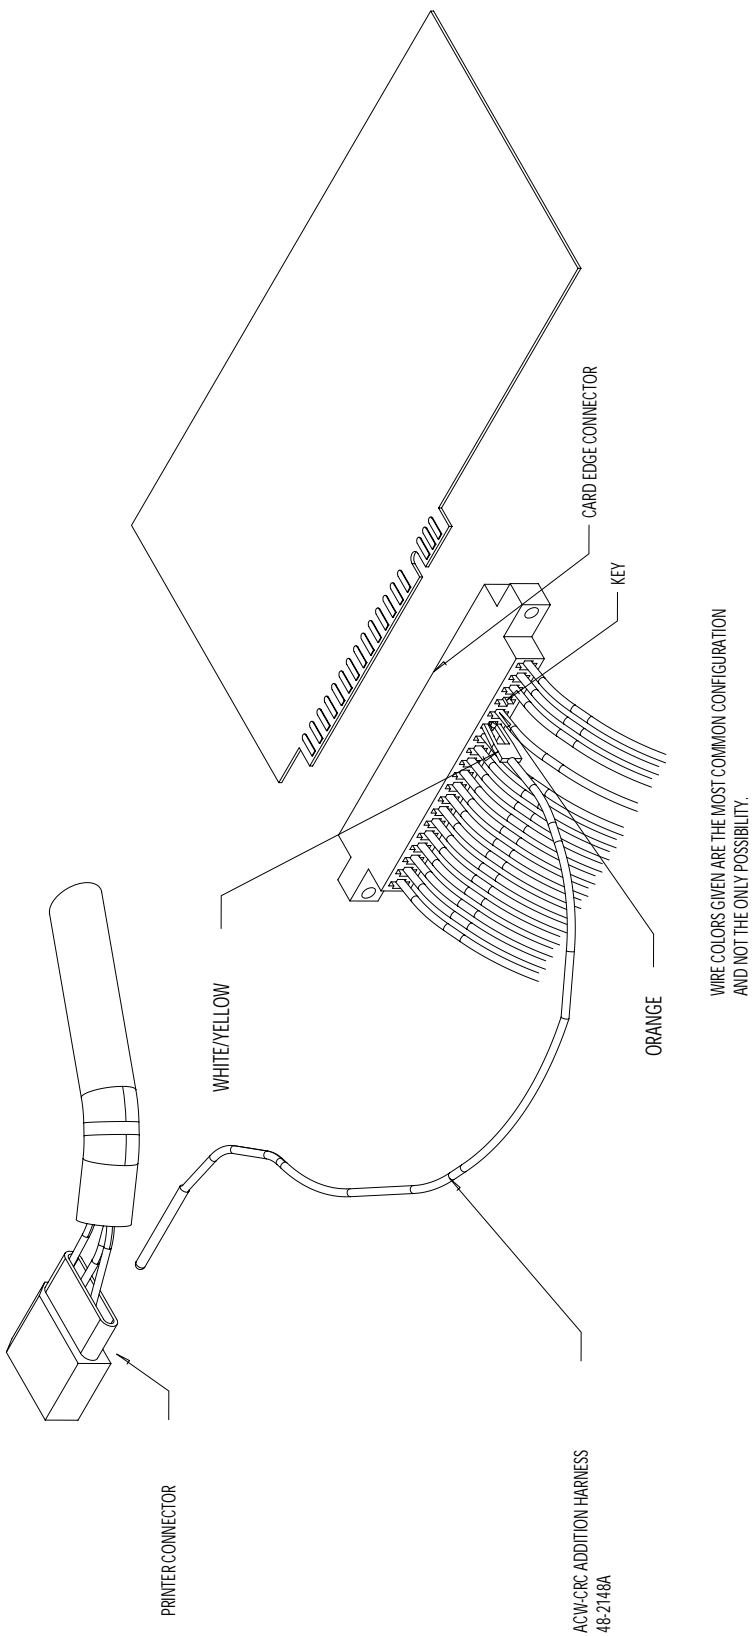 PRINTER CONNECTOR
WHITE/YELLOW
CARD EDGE CONNECTOR
KEY
ORANGE
ACW-CRC ADDITION HARNESS
48-2148A
WIRE COLORS GIVEN ARE THE MOST COMMON CONFIGURATION
AND NOT THE ONLY POSSIBILITY.